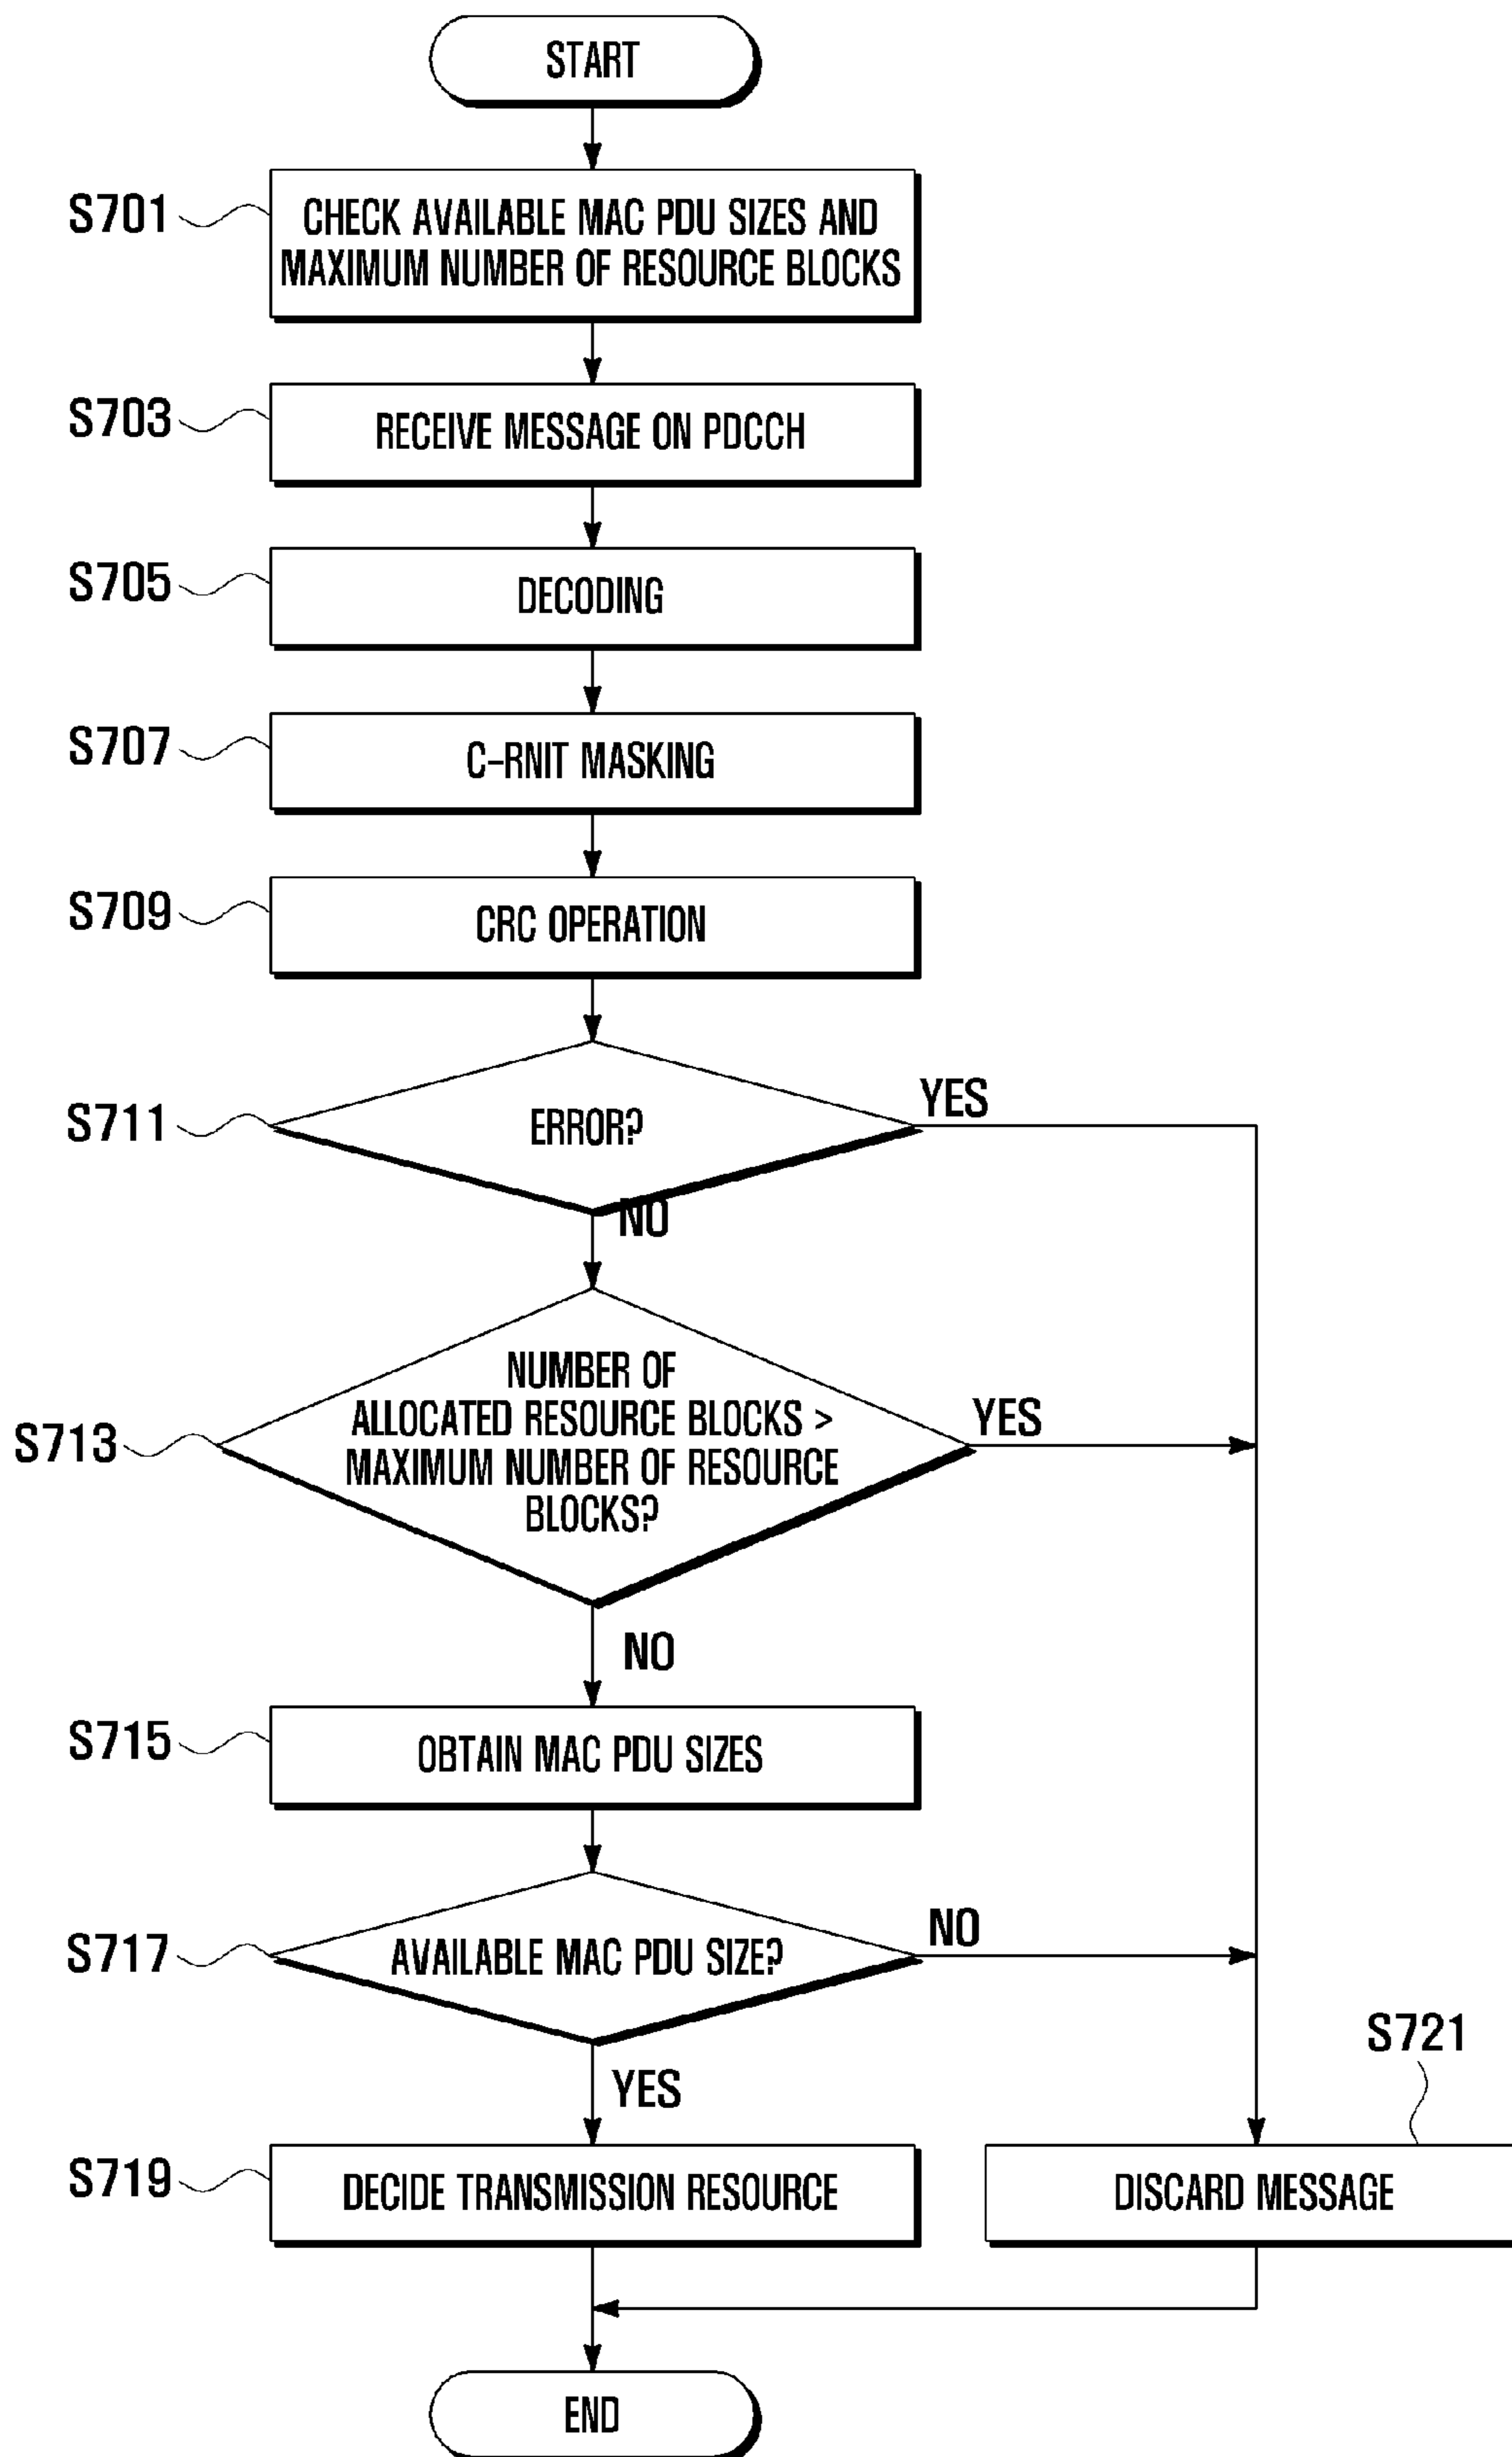 START
S701
CHECK AVAILABLE MAC PDU SIZES AND
MAXIMUM NUMBER OF RESOURCE BLOCKS
S703
RECEIVE MESSAGE ON PDCCH
S705
DECODING
S707
C-RNIT MASKING
S709
CRC OPERATION
S711
ERROR?
YES
NO
S713
NUMBER OF
ALLOCATED RESOURCE BLOCKS >
MAXIMUM NUMBER OF RESOURCE
BLOCKS?
YES
NO
S715
OBTAIN MAC PDU SIZES
S717
AVAILABLE MAC PDU SIZE?
NO
YES
S719
DECIDE TRANSMISSION RESOURCE
S721
DISCARD MESSAGE
END